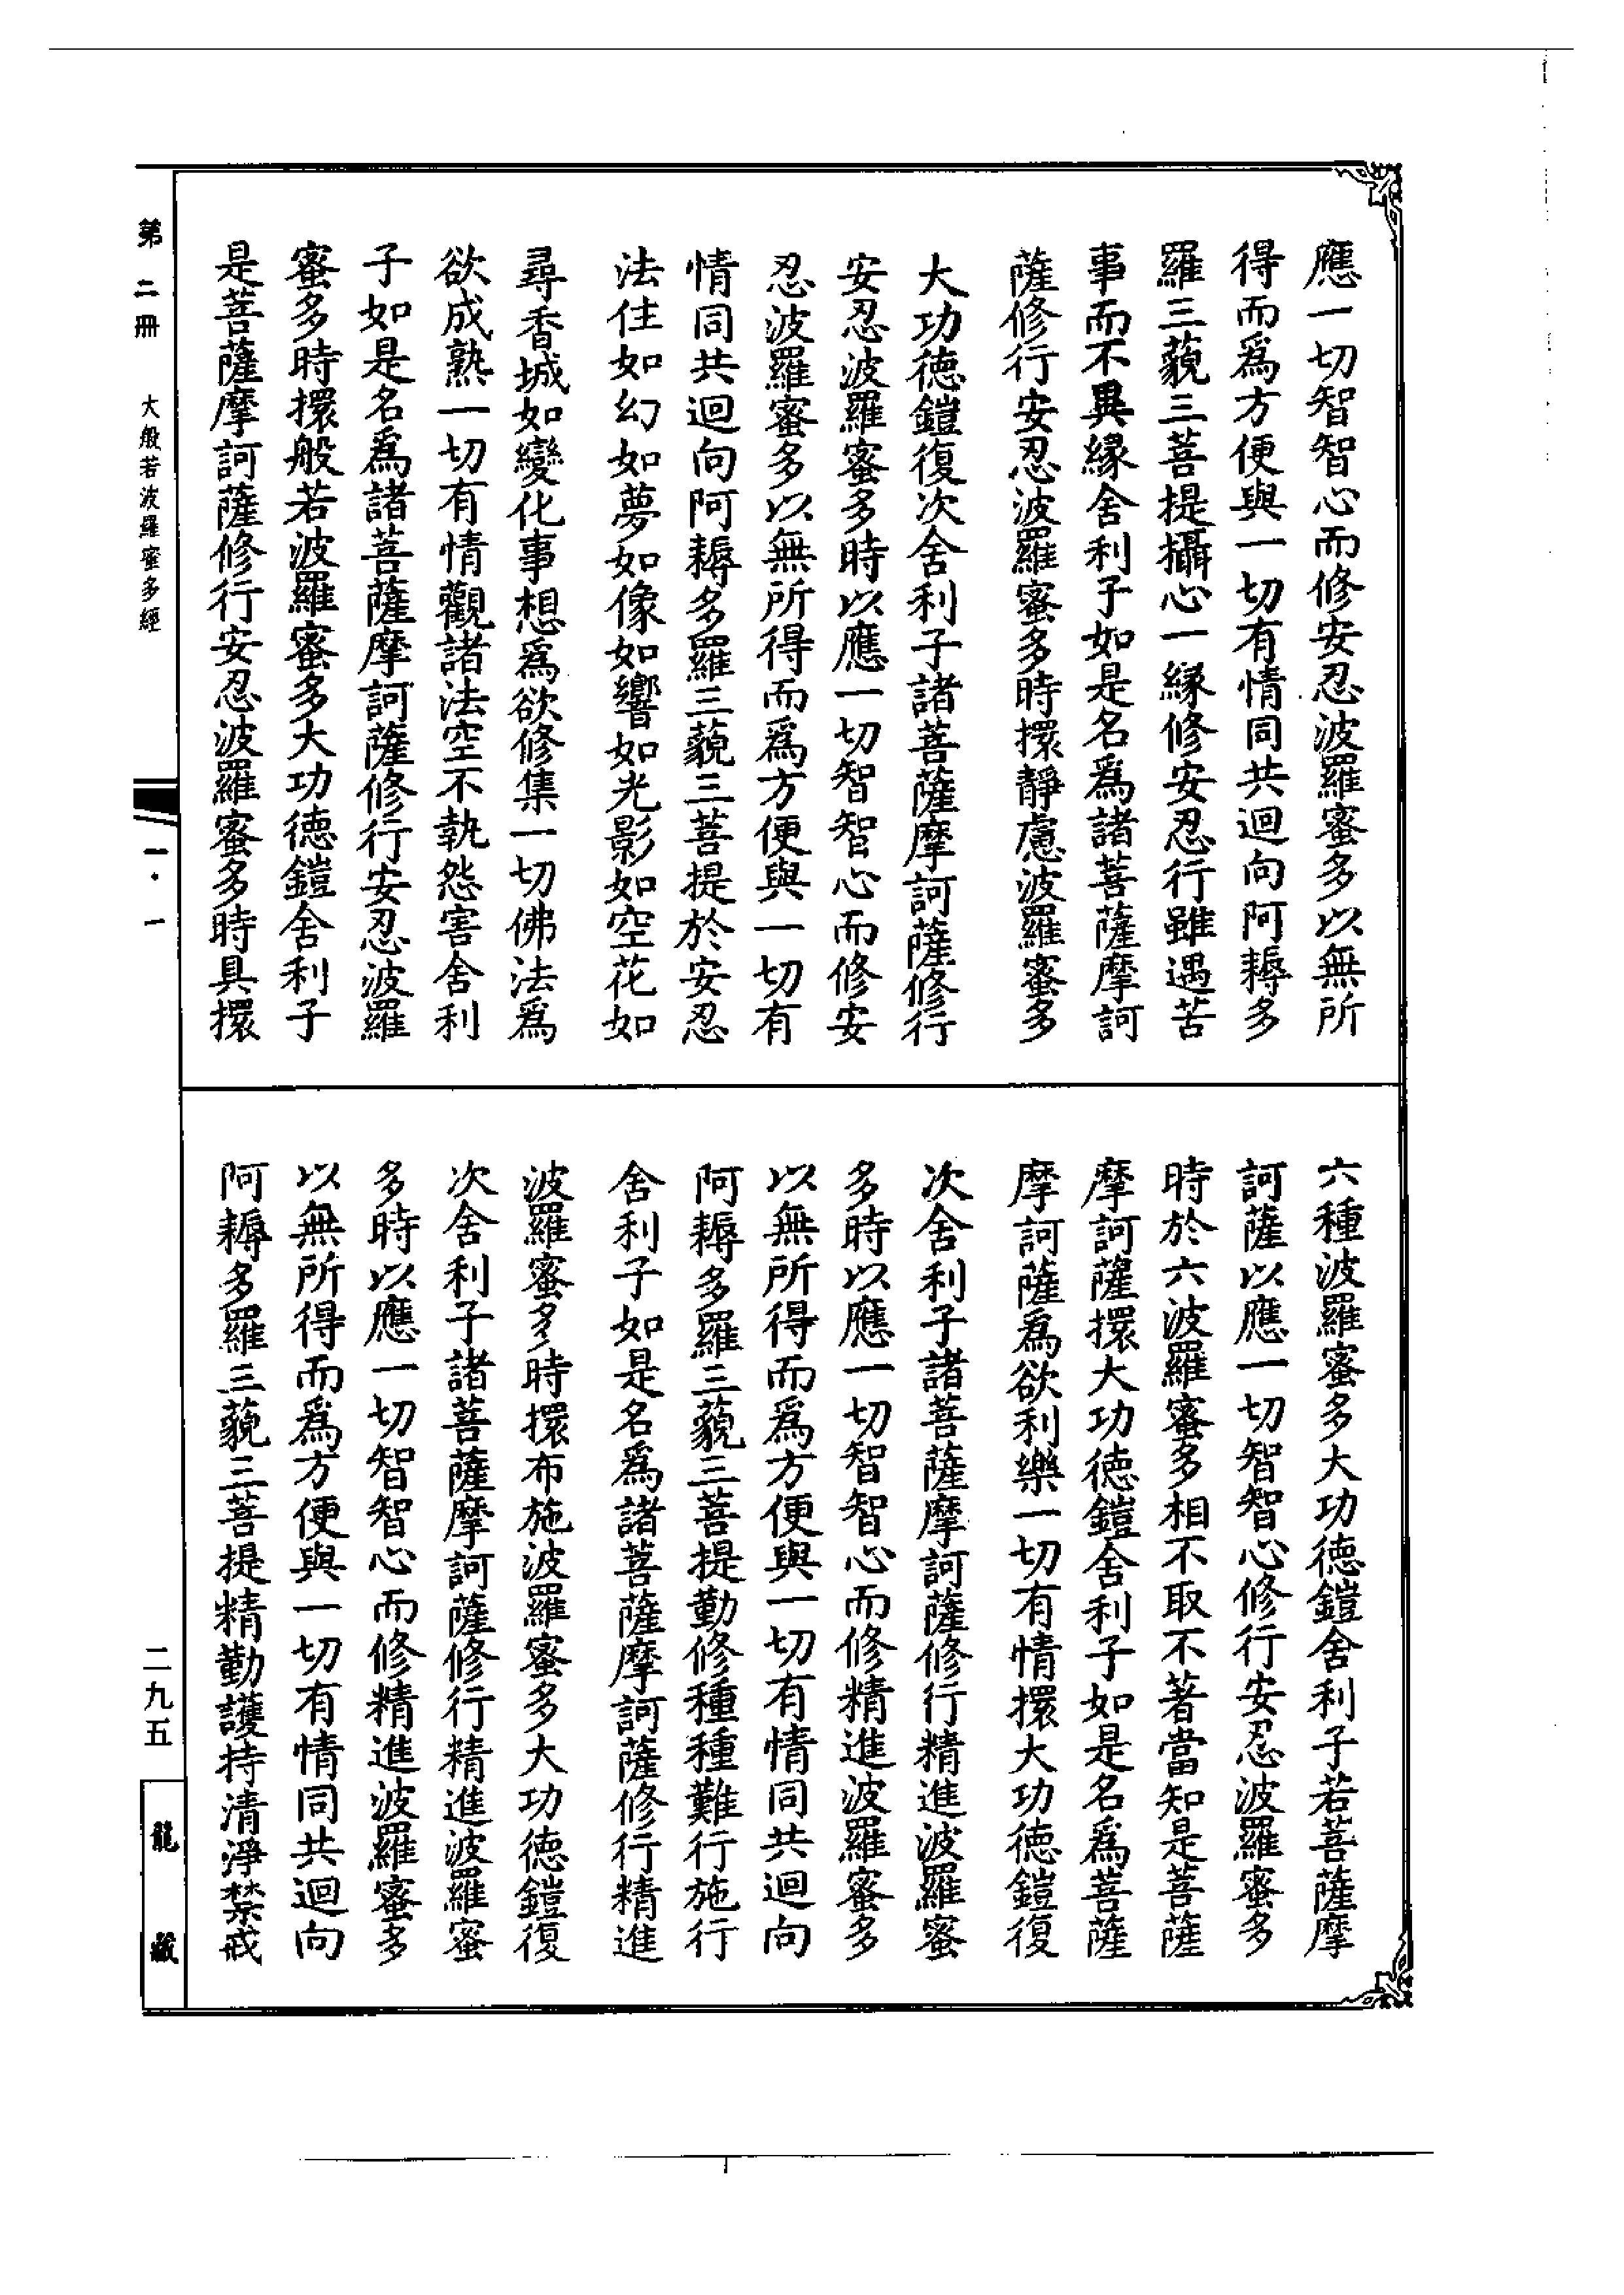 應一切智智心而修安忍波羅蜜多以無所
得而爲方便與一切有情同共迴向阿耨多
羅三藐三菩提攝心一緣修安忍行雖遇苦
事而不異緣舍利子如是名爲諸菩薩摩訶
薩修行安忍波羅蜜多時擐靜慮波羅蜜多
大功德鎧復次舍利子諸菩薩摩訶薩修行
安忍波羅蜜多時以應一切智智心而修安
忍波羅蜜多以無所得而爲方便與一切有
情同共迴向阿耨多羅三藐三菩提於安忍
法住如幻如夢如像如響如光影如空花如
尋香城如變化事想爲欲修集一切佛法爲
欲成熟一切有情觀諸法空不執怨害舍利
子如是名爲諸菩薩摩訶薩修行安忍波羅
蜜多時擐般若波羅蜜多大功德鎧舍利子
是菩薩摩訶薩修行安忍波羅蜜多時具擐
六種波羅蜜多大功德鎧舍利子若菩薩摩
訶薩以應一切智智心修行安忍波羅蜜多
時於六波羅蜜多相不取不著當知是菩薩
摩訶薩擐大功德鎧舍利子如是名爲菩薩
摩訶薩爲欲利樂一切有情擐大功德鎧復
次舍利子諸菩薩摩訶薩修行精進波羅蜜
多時以應一切智智心而修精進波羅蜜多
以無所得而爲方便與一切有情同共迴向
阿耨多羅三藐三菩提勤修種種難行施行
舍利子如是名爲諸菩薩摩訶薩修行精進
波羅蜜多時擐布施波羅蜜多大功德鎧復
次舍利子諸菩薩摩訶薩修行精進波羅蜜
多時以應一切智智心而修精進波羅蜜多
以無所得而爲方便與一切有情同共迴向
阿耨多羅三藐三菩提精勤護持清淨禁戒
第二冊 大般若波羅蜜多經
一·一
二九五
龍藏